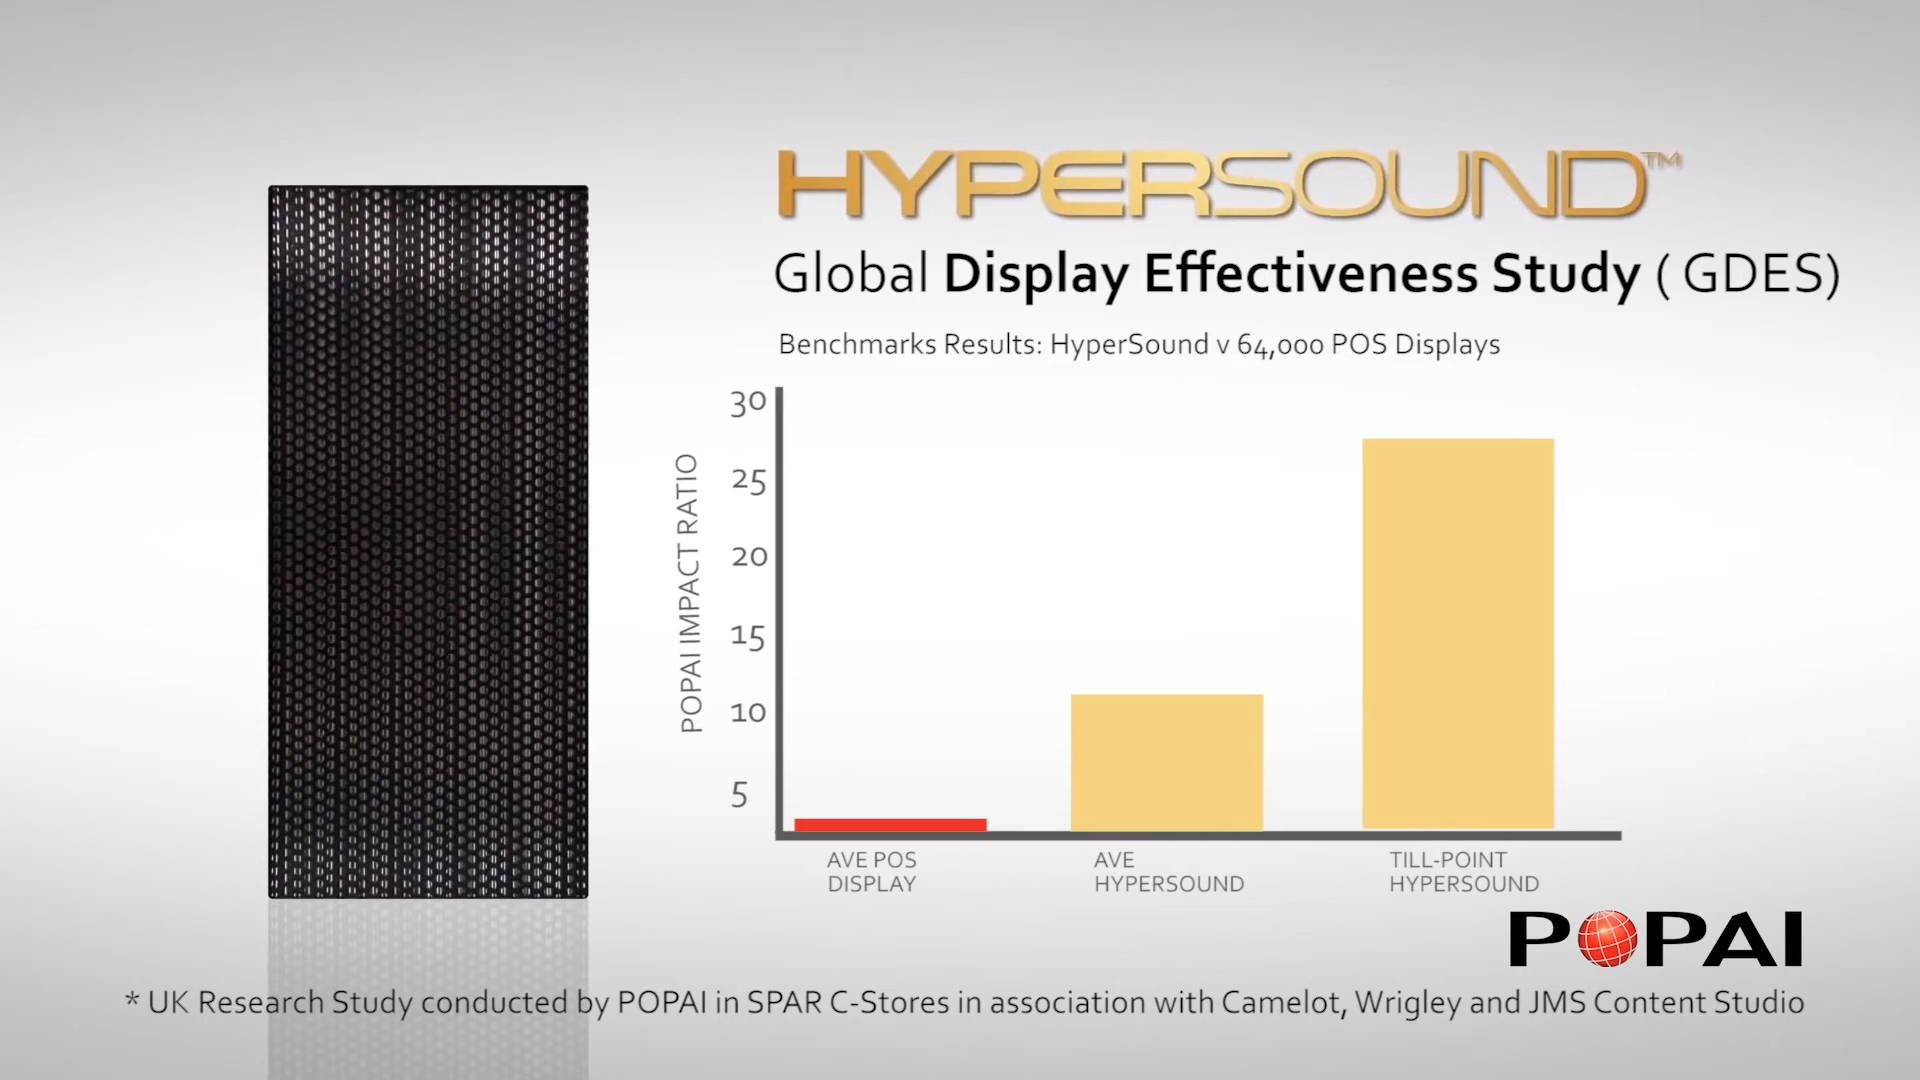 HYPERSOUND™
Global Display Effectiveness Study ( GDES)
Benchmarks Results: HyperSound v 64,000 POS Displays
POPAI IMPACT RATIO
30
25
20
15
10
5
AVE POS
DISPLAY
AVE
HYPERSOUND
TILL-POINT
HYPERSOUND
POPAI
* UK Research Study conducted by POPAI in SPAR C-Stores in association with Camelot, Wrigley and JMS Content Studio